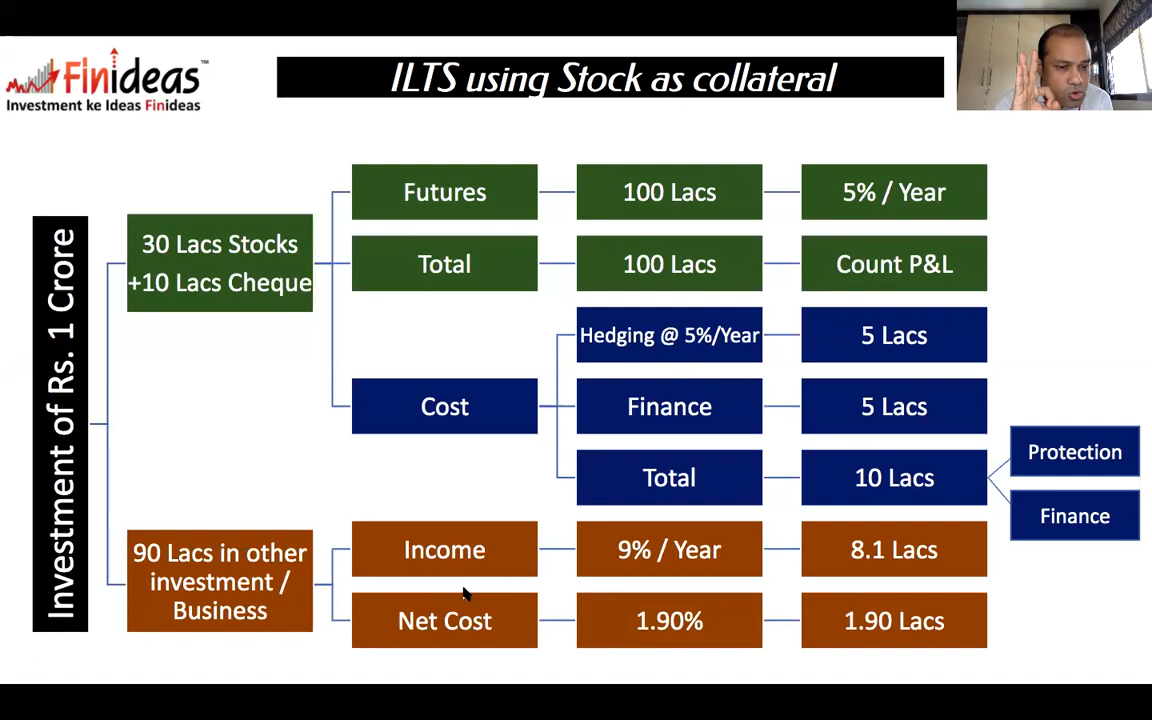 Finideas™
Investment ke Ideas Finideas
ILTS using Stock as collateral
Investment of Rs. 1 Crore
30 Lacs Stocks
+10 Lacs Cheque
Futures
100 Lacs
5% / Year
Total
100 Lacs
Count P&L
Cost
Hedging @ 5%/Year
5 Lacs
Finance
5 Lacs
Total
10 Lacs
Protection
Finance
90 Lacs in other
investment /
Business
Income
9% / Year
8.1 Lacs
Net Cost
1.90%
1.90 Lacs